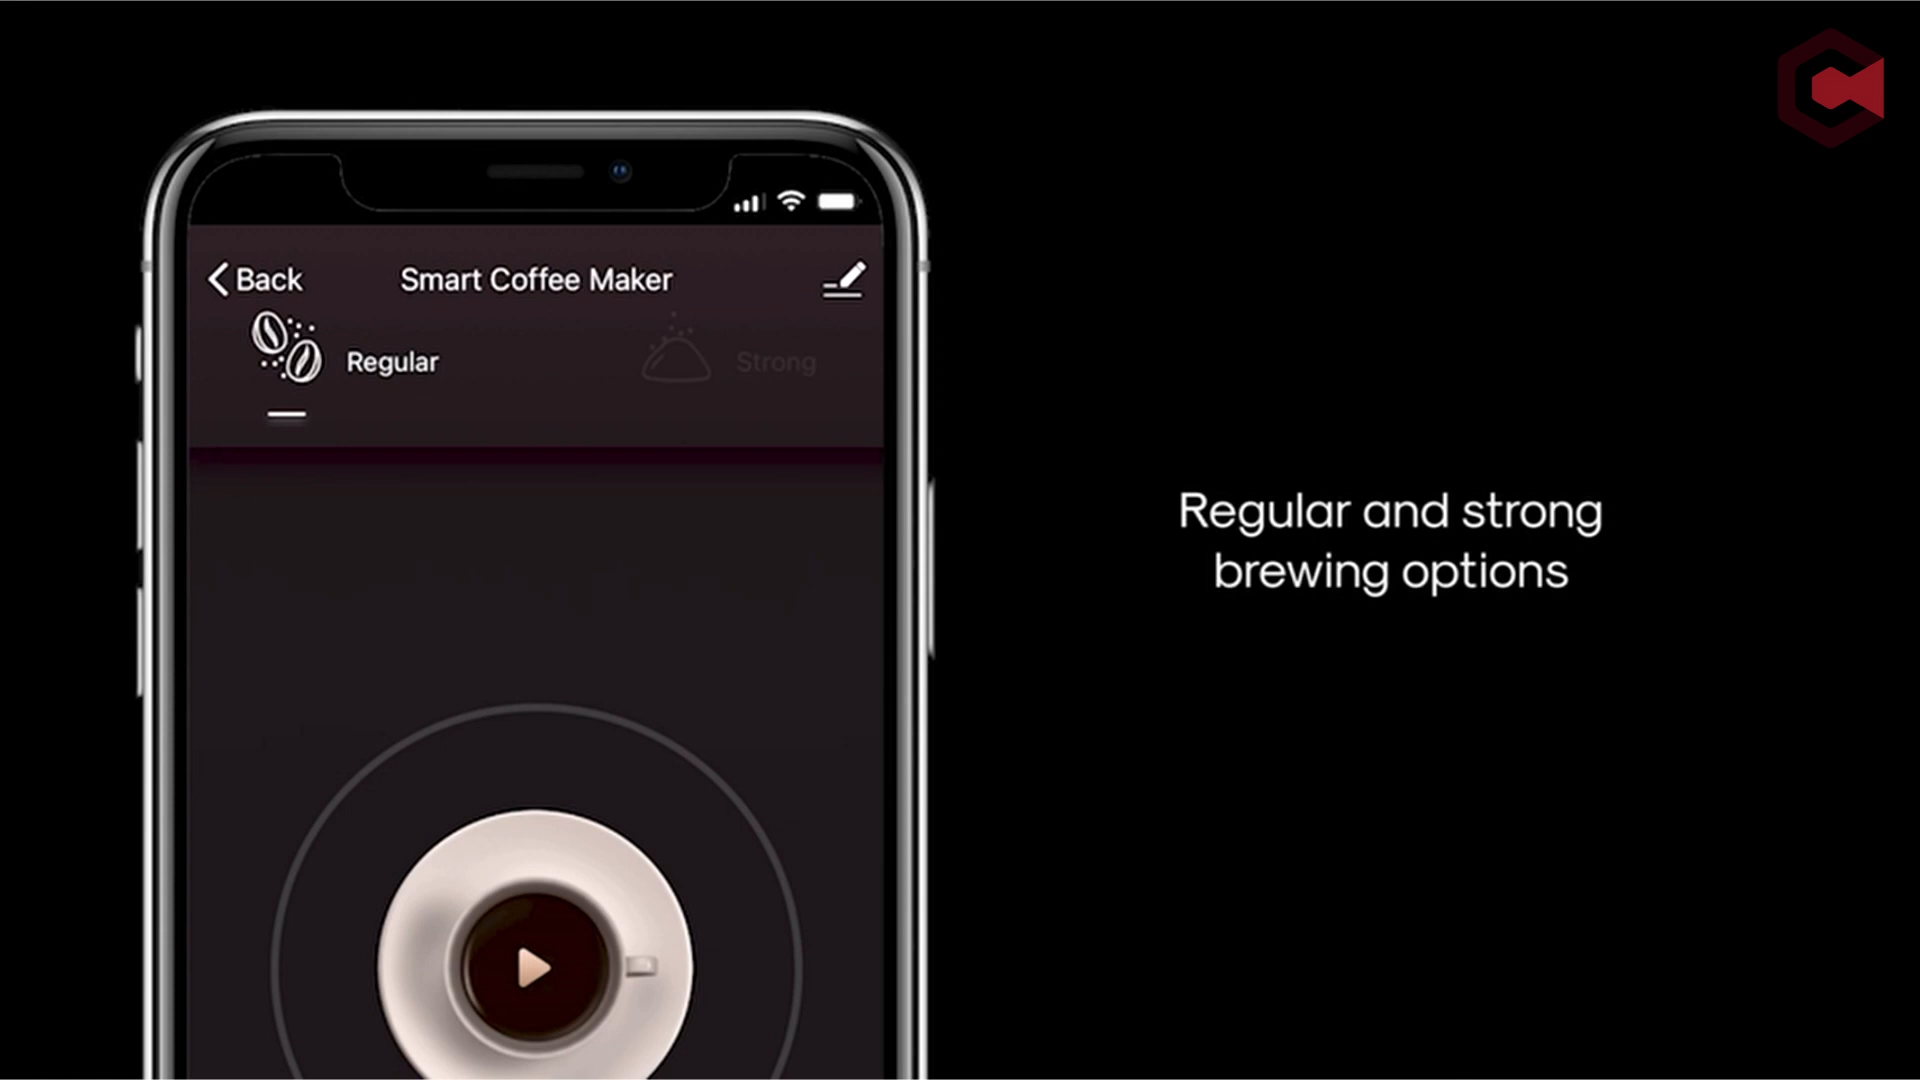 Back
Smart Coffee Maker
Regular
Strong
Regular and strong
brewing options